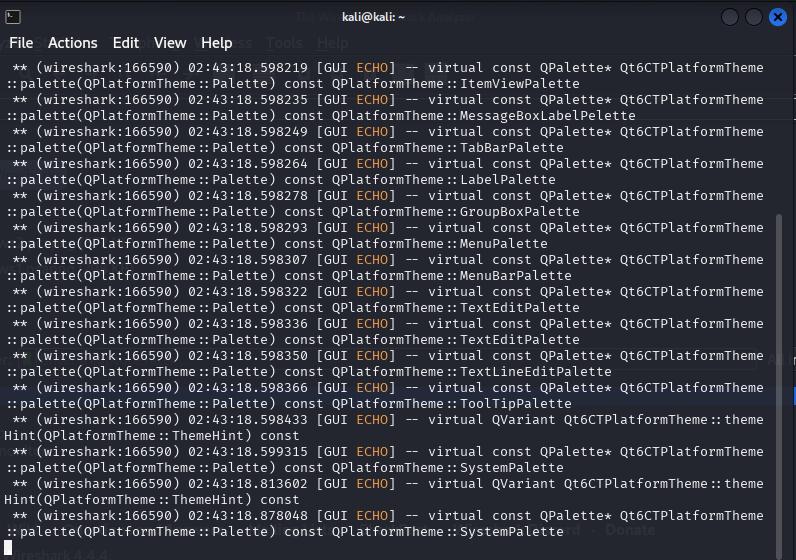 kali@kali: ~
File Actions Edit View Help
** (wireshark:166590) 02:43:18.598219 [GUI ECHO] -- virtual const QPalette* Qt6CTPlatformTheme
::palette(QPlatformTheme::Palette) const QPlatformTheme::ItemViewPalette
** (wireshark:166590) 02:43:18.598235 [GUI ECHO] -- virtual const QPalette* Qt6CTPlatformTheme
::palette(QPlatformTheme::Palette) const QPlatformTheme::MessageBoxLabelPelette
** (wireshark:166590) 02:43:18.598249 [GUI ECHO] -- virtual const QPalette* Qt6CTPlatformTheme
::palette(QPlatformTheme::Palette) const QPlatformTheme::TabBarPalette
** (wireshark:166590) 02:43:18.598264 [GUI ECHO] -- virtual const QPalette* Qt6CTPlatformTheme
::palette(QPlatformTheme::Palette) const QPlatformTheme::LabelPalette
** (wireshark:166590) 02:43:18.598278 [GUI ECHO] -- virtual const QPalette* Qt6CTPlatformTheme
::palette(QPlatformTheme::Palette) const QPlatformTheme::GroupBoxPalette
** (wireshark:166590) 02:43:18.598293 [GUI ECHO] -- virtual const QPalette* Qt6CTPlatformTheme
::palette(QPlatformTheme::Palette) const QPlatformTheme::MenuPalette
** (wireshark:166590) 02:43:18.598307 [GUI ECHO] -- virtual const QPalette* Qt6CTPlatformTheme
::palette(QPlatformTheme::Palette) const QPlatformTheme::MenuBarPalette
** (wireshark:166590) 02:43:18.598322 [GUI ECHO] -- virtual const QPalette* Qt6CTPlatformTheme
::palette(QPlatformTheme::Palette) const QPlatformTheme::TextEditPalette
** (wireshark:166590) 02:43:18.598336 [GUI ECHO] -- virtual const QPalette* Qt6CTPlatformTheme
::palette(QPlatformTheme::Palette) const QPlatformTheme::TextEditPalette
** (wireshark:166590) 02:43:18.598350 [GUI ECHO] -- virtual const QPalette* Qt6CTPlatformTheme
::palette(QPlatformTheme::Palette) const QPlatformTheme::TextLineEditPalette
** (wireshark:166590) 02:43:18.598366 [GUI ECHO] -- virtual const QPalette* Qt6CTPlatformTheme
::palette(QPlatformTheme::Palette) const QPlatformTheme::ToolTipPalette
** (wireshark:166590) 02:43:18.598433 [GUI ECHO] -- virtual QVariant Qt6CTPlatformTheme::theme
Hint(QPlatformTheme::ThemeHint) const
** (wireshark:166590) 02:43:18.599315 [GUI ECHO] -- virtual const QPalette* Qt6CTPlatformTheme
::palette(QPlatformTheme::Palette) const QPlatformTheme::SystemPalette
** (wireshark:166590) 02:43:18.813602 [GUI ECHO] -- virtual QVariant Qt6CTPlatformTheme::theme
Hint(QPlatformTheme::ThemeHint) const
** (wireshark:166590) 02:43:18.878048 [GUI ECHO] -- virtual const QPalette* Qt6CTPlatformTheme
::palette(QPlatformTheme::Palette) const QPlatformTheme::SystemPalette